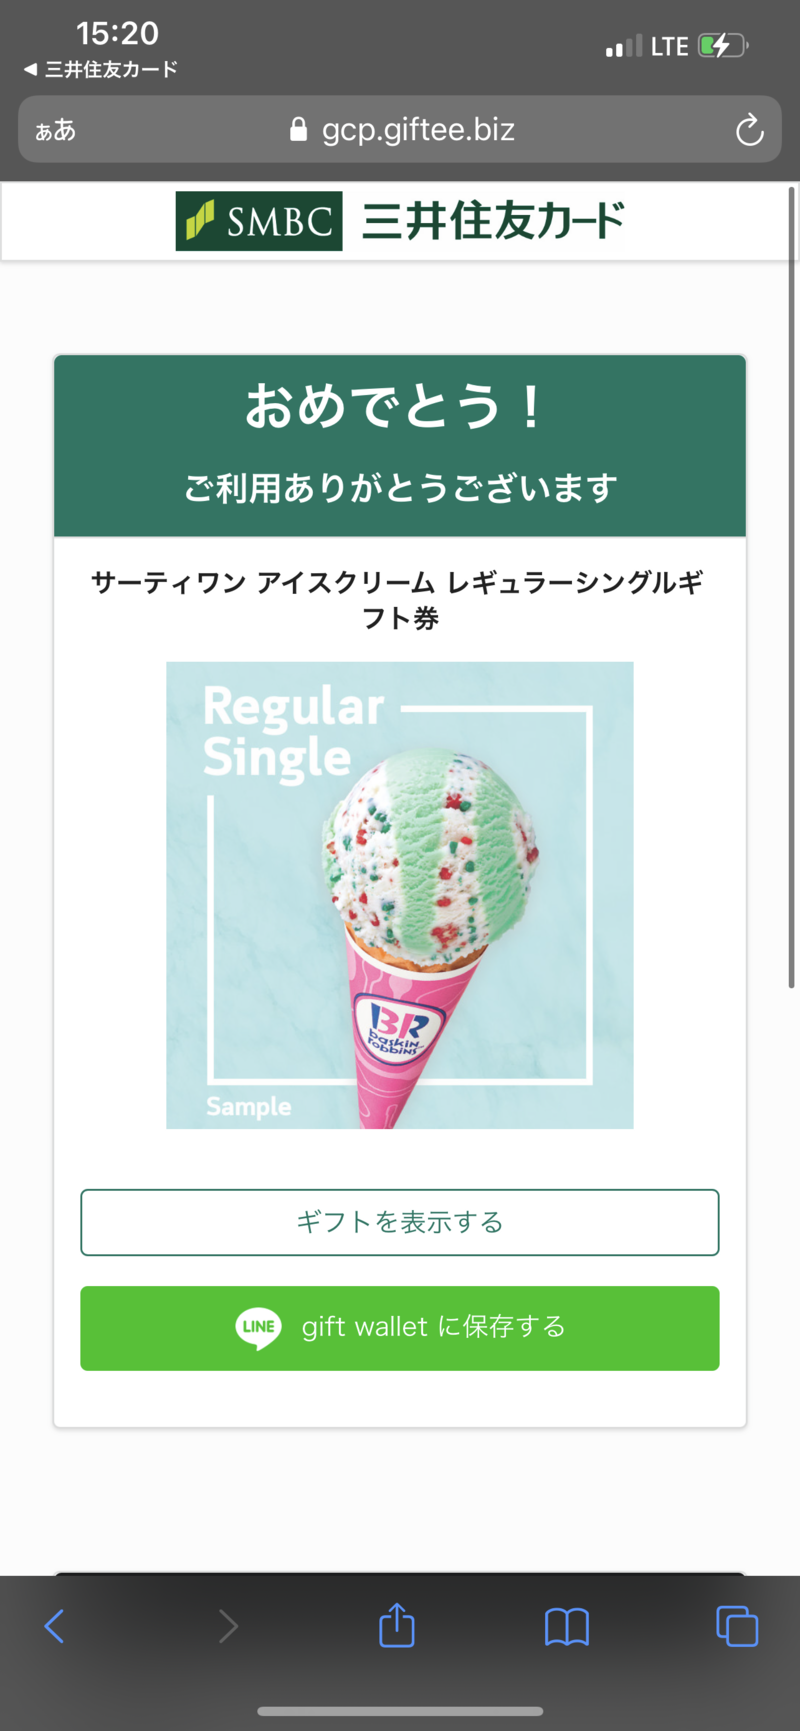 15:20
LTE
◀ 三井住友カード
ぁあ
gcp.giftee.biz
SMBC 三井住友カード
おめでとう！
ご利用ありがとうございます
サーティワン アイスクリーム レギュラーシングルギ
フト券
Regular
Single
BR
baskin
robbins
Sample
ギフトを表示する
LINE gift wallet に保存する